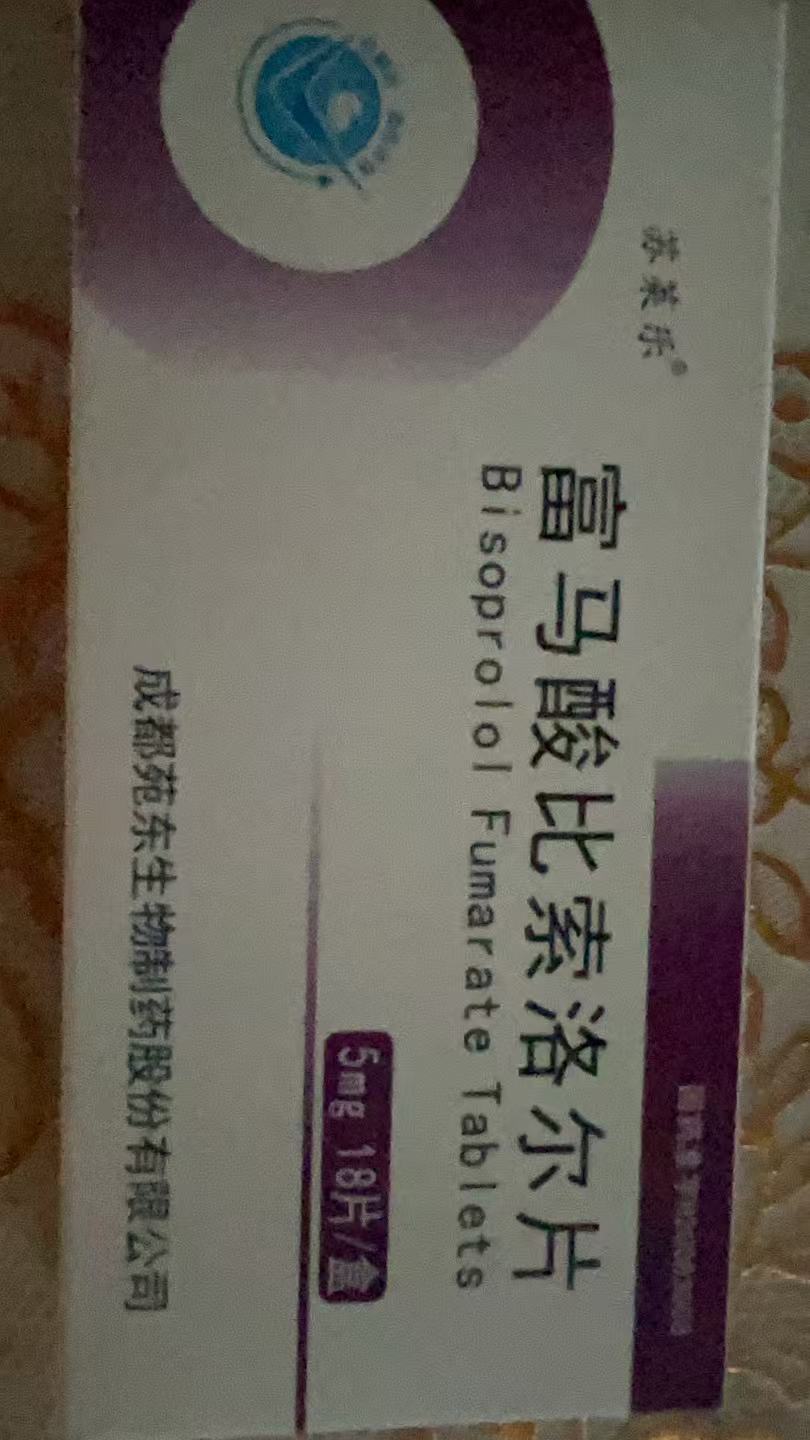 苏莱乐®
富马酸比索洛尔片
Bisoprolol Fumarate Tablets
5mg 18片/盒
成都苑东生物制药股份有限公司